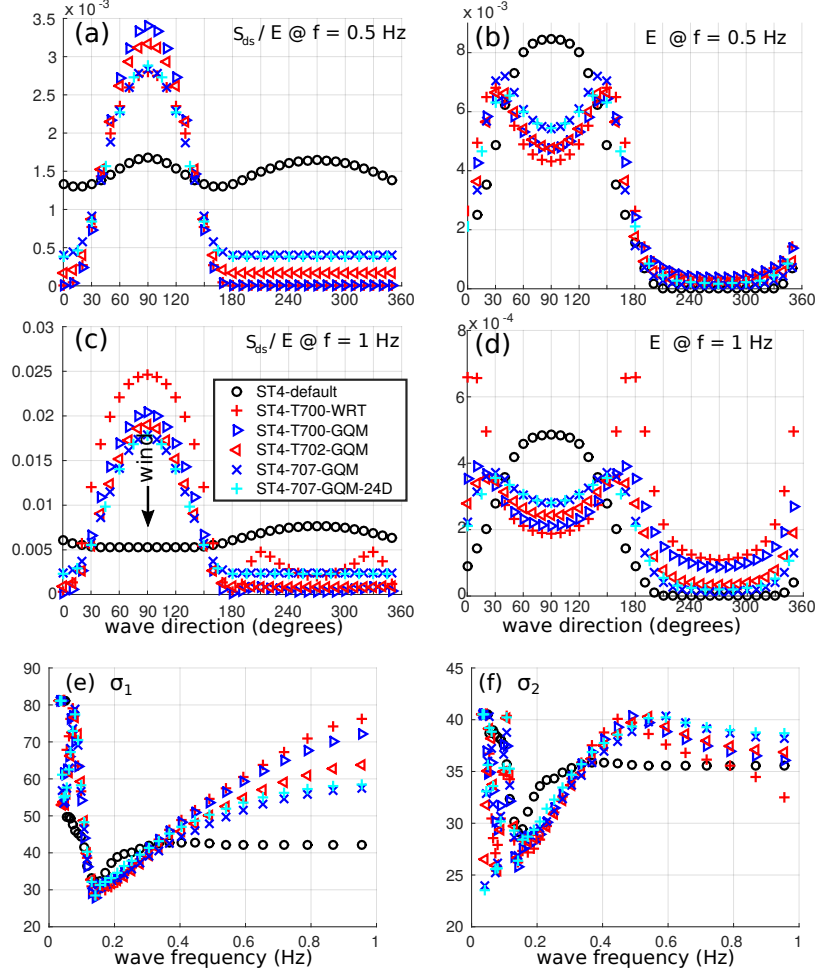 x 10⁻³
(a) S_ds / E @ f = 0.5 Hz
3.5
3
2.5
2
1.5
1
0.5
0
0 30 60 90 120 180 240 300 360
x 10⁻³
(b) E @ f = 0.5 Hz
8
6
4
2
0
0 30 60 90 120 180 240 300 360
(c) S_ds / E @ f = 1 Hz
0.03
0.025
0.02
0.015
0.01
0.005
0
0 30 60 90 120 180 240 300 360
wave direction (degrees)
wind
ST4-default
ST4-T700-WRT
ST4-T700-GQM
ST4-T702-GQM
ST4-707-GQM
ST4-707-GQM-24D
8 x 10⁻⁴
(d) E @ f = 1 Hz
6
4
2
0
0 30 60 90 120 180 240 300 360
wave direction (degrees)
(e) σ₁
90
80
70
60
50
40
30
20
0 0.2 0.4 0.6 0.8 1
wave frequency (Hz)
(f) σ₂
45
40
35
30
25
20
0 0.2 0.4 0.6 0.8 1
wave frequency (Hz)